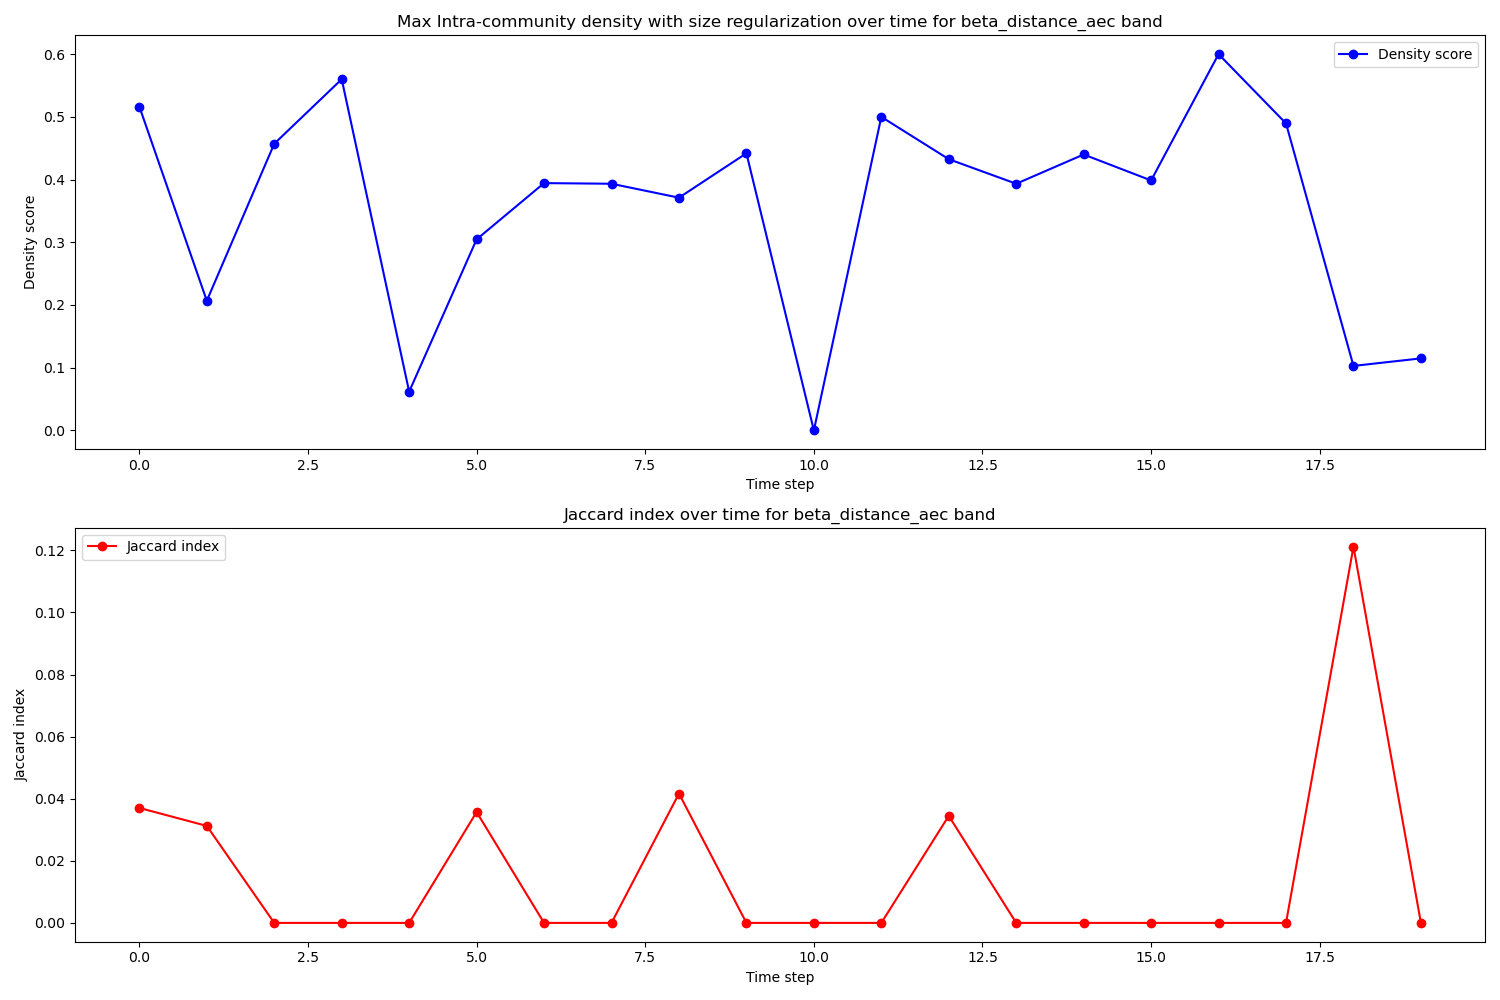 Max Intra-community density with size regularization over time for beta_distance_aec band
Density score
0.6
0.5
0.4
0.3
0.2
0.1
0.0
Density score
0.0 2.5 5.0 7.5 10.0 12.5 15.0 17.5
Time step
Jaccard index over time for beta_distance_aec band
Jaccard index
0.12
0.10
0.08
0.06
0.04
0.02
0.00
Jaccard index
0.0 2.5 5.0 7.5 10.0 12.5 15.0 17.5
Time step